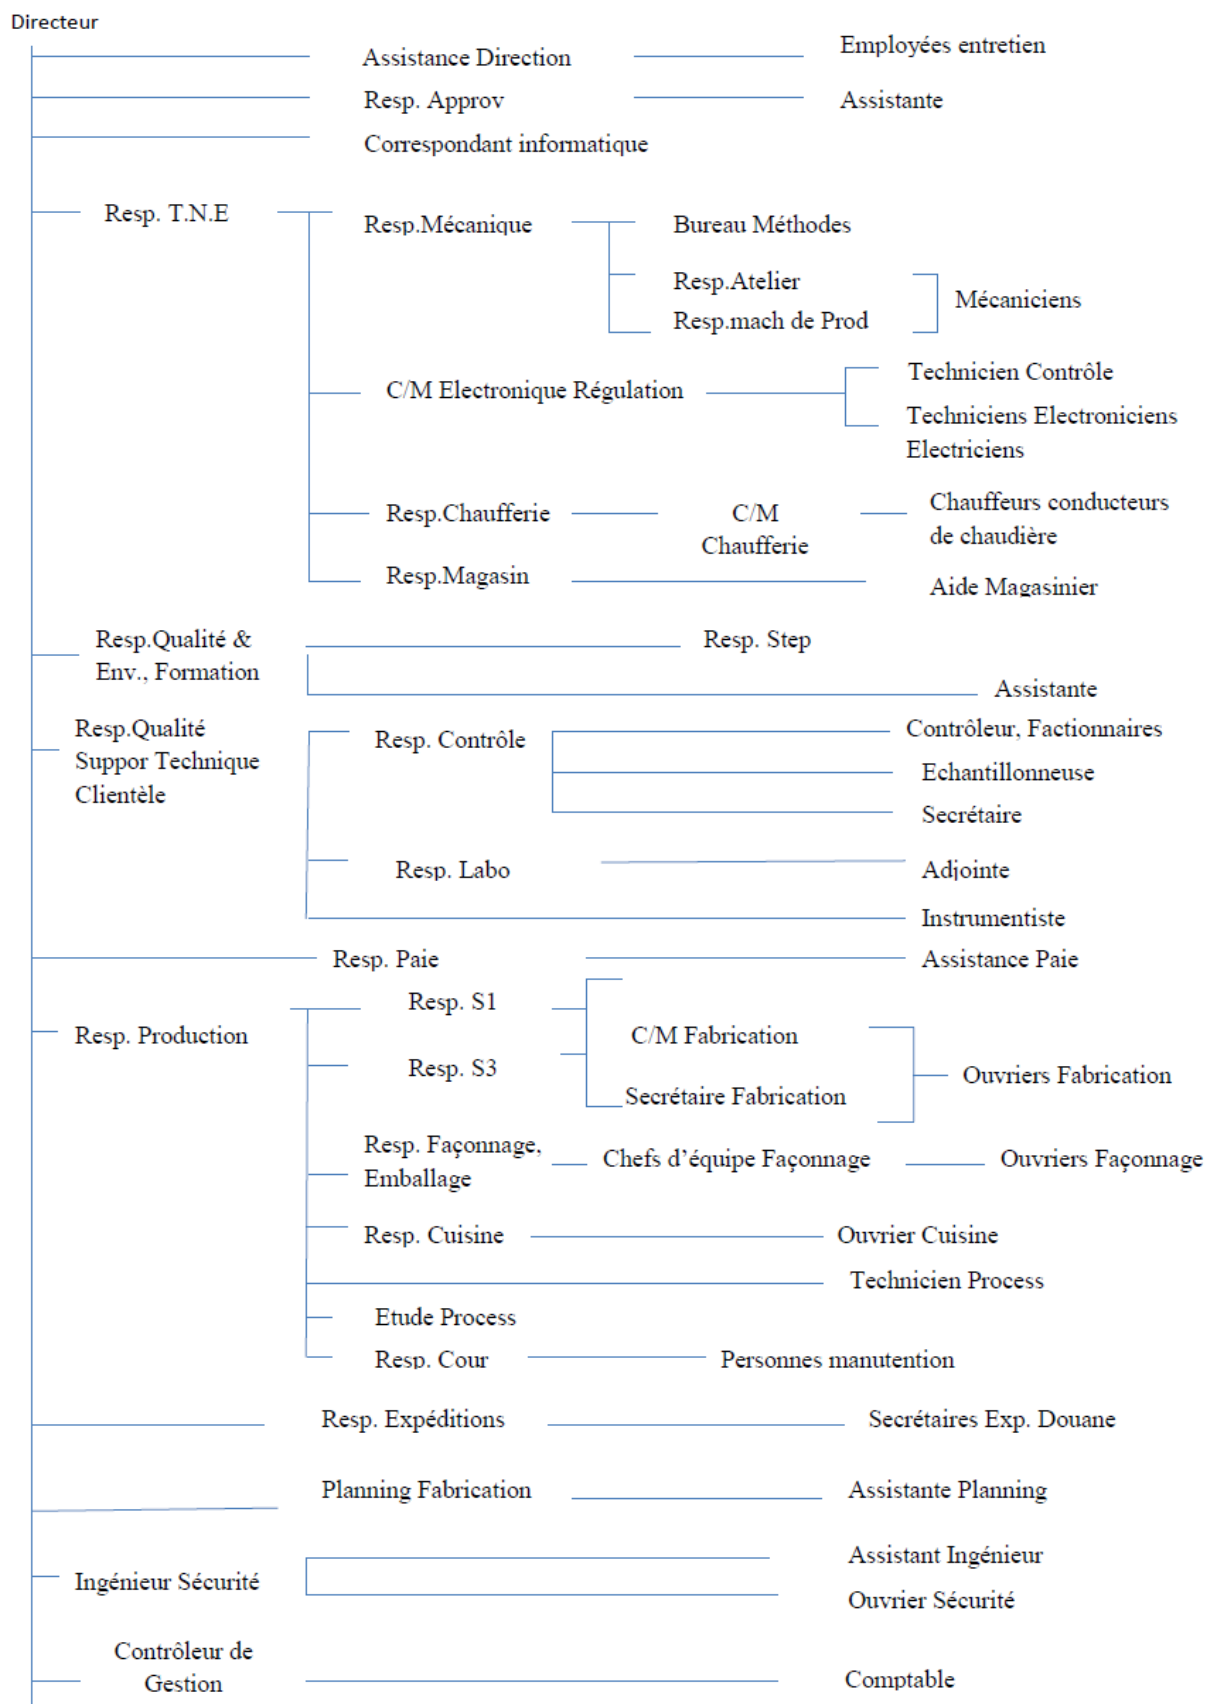 Directeur
Assistance Direction
Employées entretien
Resp. Approv
Assistante
Correspondant informatique
Resp. T.N.E
Resp.Mécanique
Bureau Méthodes
Resp.Atelier
Mécaniciens
Resp.mach de Prod
C/M Electronique Régulation
Technicien Contrôle
Techniciens Electroniciens
Electriciens
Resp.Chaufferie
C/M
Chaufferie
Chauffeurs conducteurs
de chaudière
Resp.Magasin
Aide Magasinier
Resp.Qualité &
Env., Formation
Resp. Step
Assistante
Resp.Qualité
Suppor Technique
Clientèle
Resp. Contrôle
Contrôleur, Factionnaires
Echantillonneuse
Secrétaire
Resp. Labo
Adjointe
Instrumentiste
Resp. Paie
Assistance Paie
Resp. Production
Resp. S1
Resp. S3
C/M Fabrication
Secrétaire Fabrication
Ouvriers Fabrication
Resp. Façonnage,
Emballage
Chefs d’équipe Façonnage
Ouvriers Façonnage
Resp. Cuisine
Ouvrier Cuisine
Technicien Process
Etude Process
Resp. Cour
Personnes manutention
Resp. Expéditions
Secrétaires Exp. Douane
Planning Fabrication
Assistante Planning
Ingénieur Sécurité
Assistant Ingénieur
Ouvrier Sécurité
Contrôleur de
Gestion
Comptable